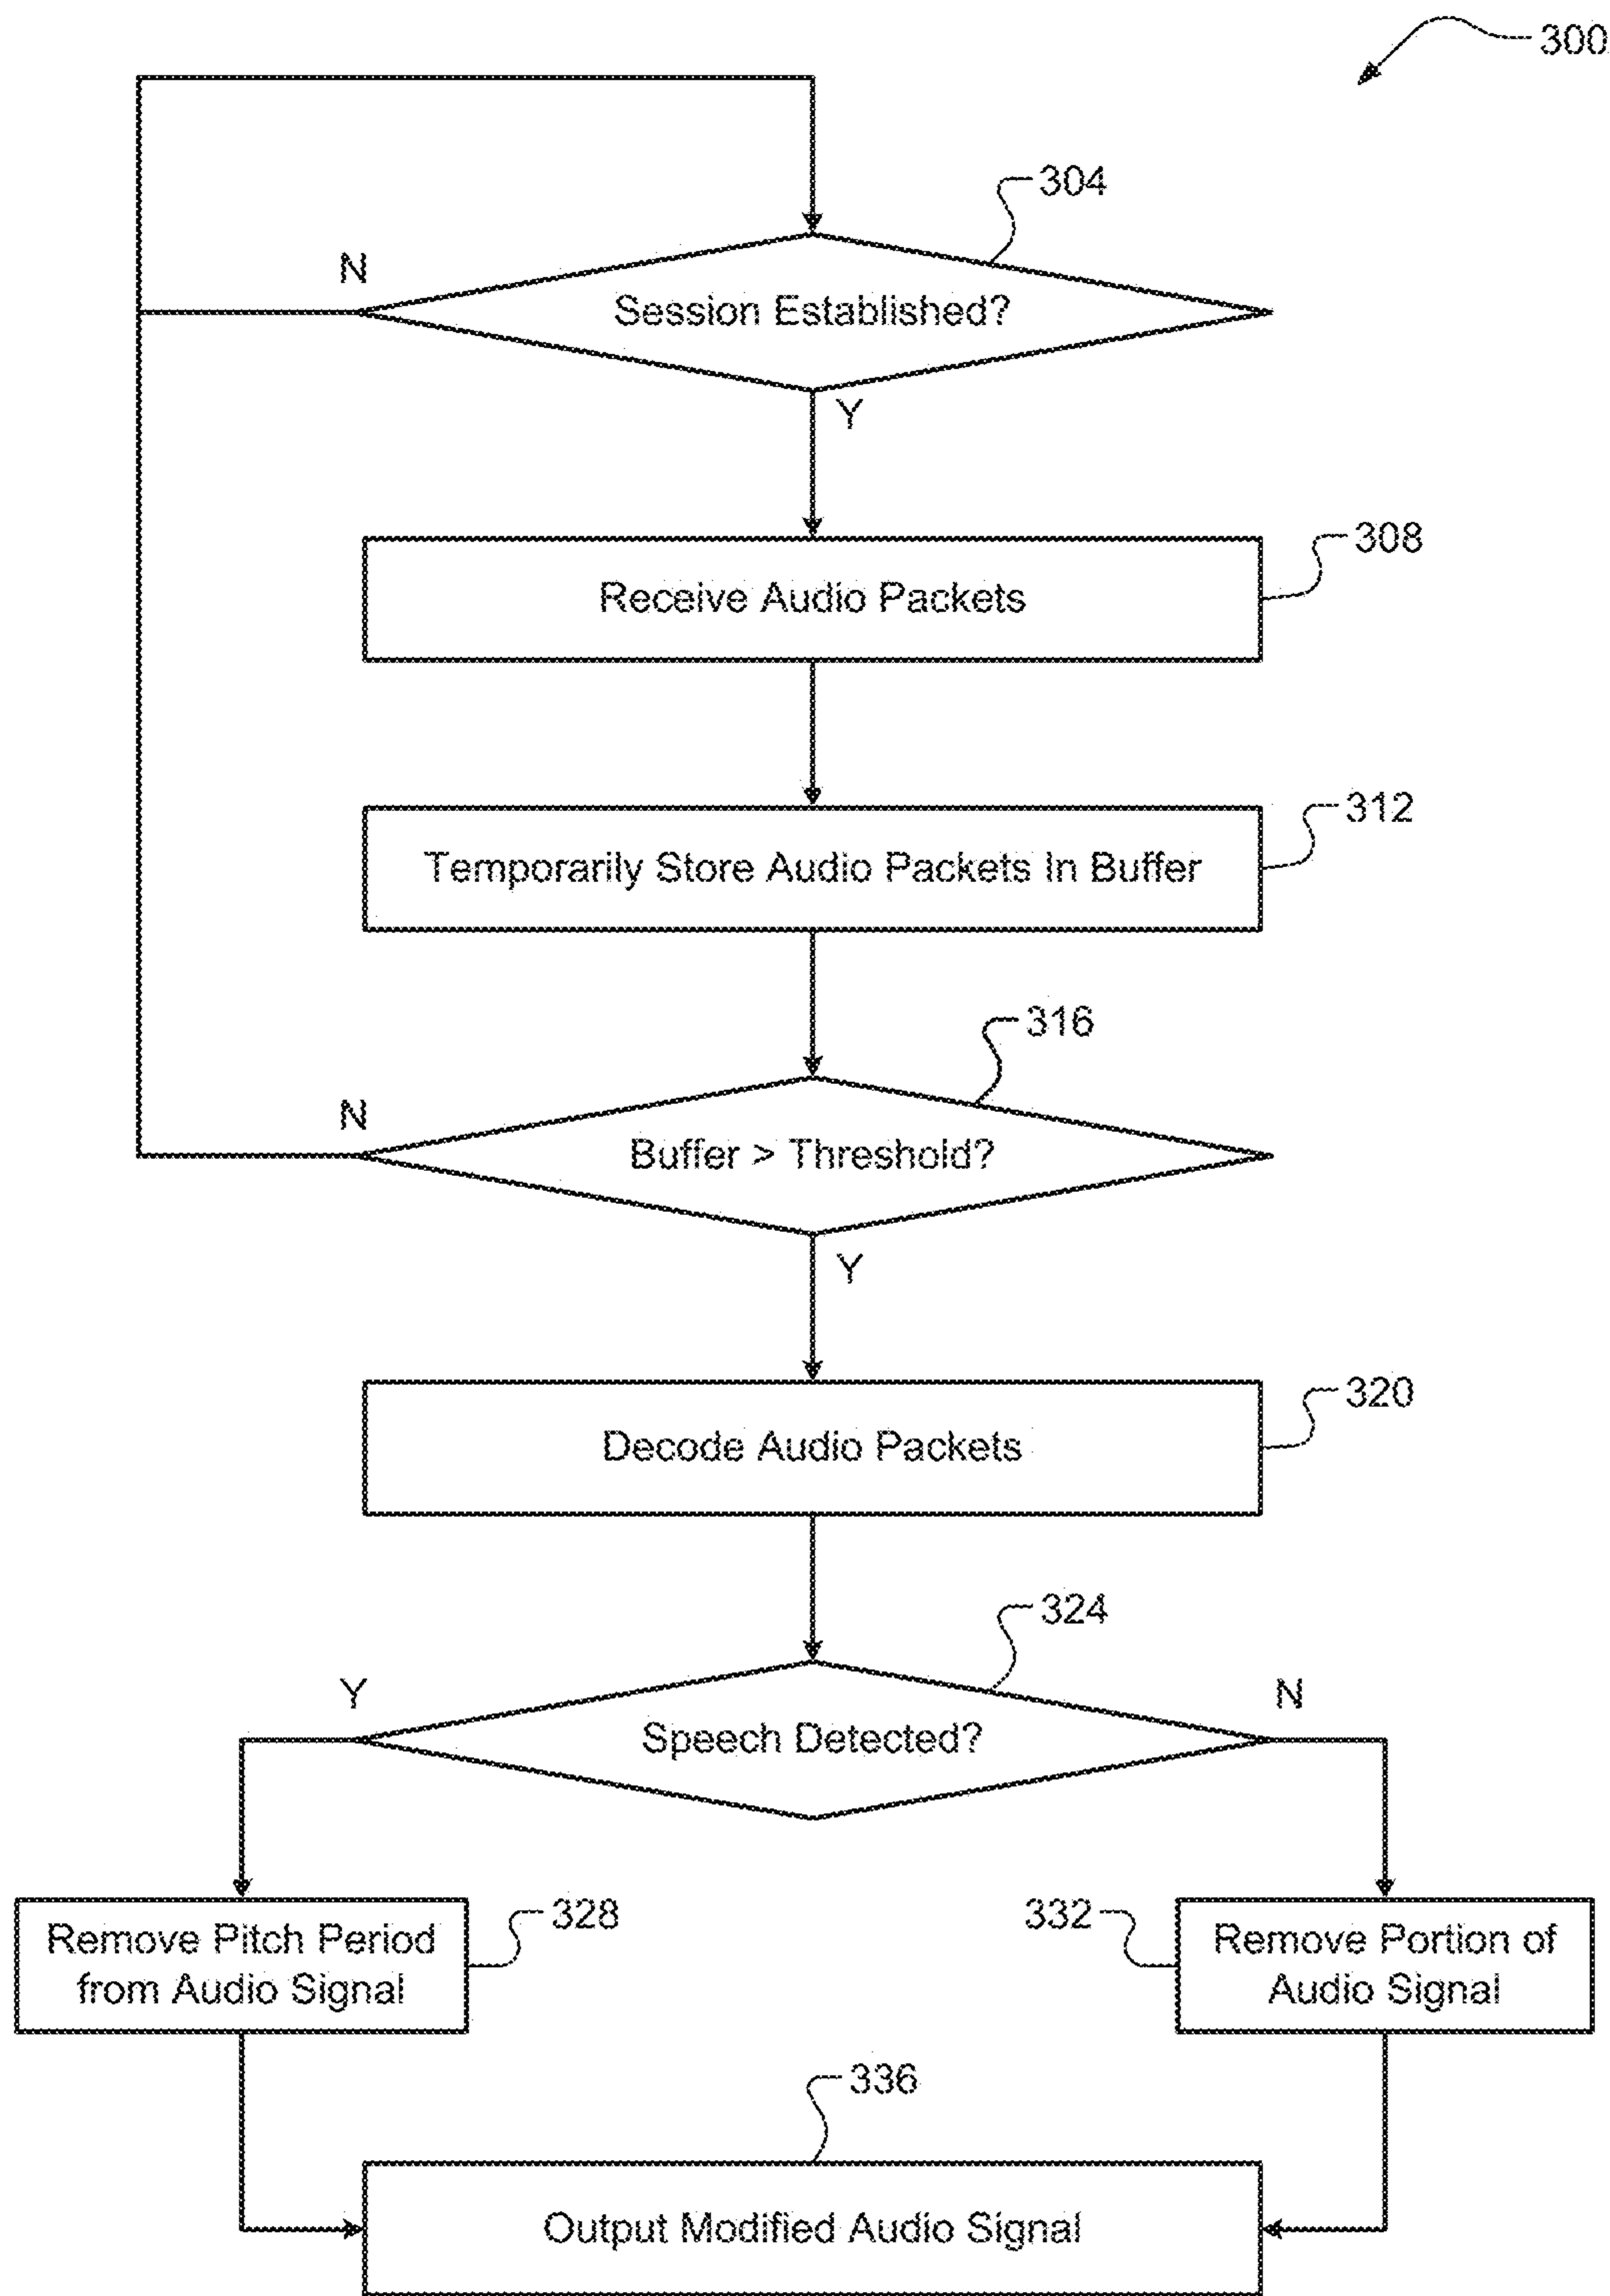 300
304
N
Session Established?
Y
308
Receive Audio Packets
312
Temporarily Store Audio Packets In Buffer
316
N
Buffer > Threshold?
Y
320
Decode Audio Packets
324
Y
N
Speech Detected?
328
332
Remove Pitch Period
from Audio Signal
Remove Portion of
Audio Signal
336
Output Modified Audio Signal